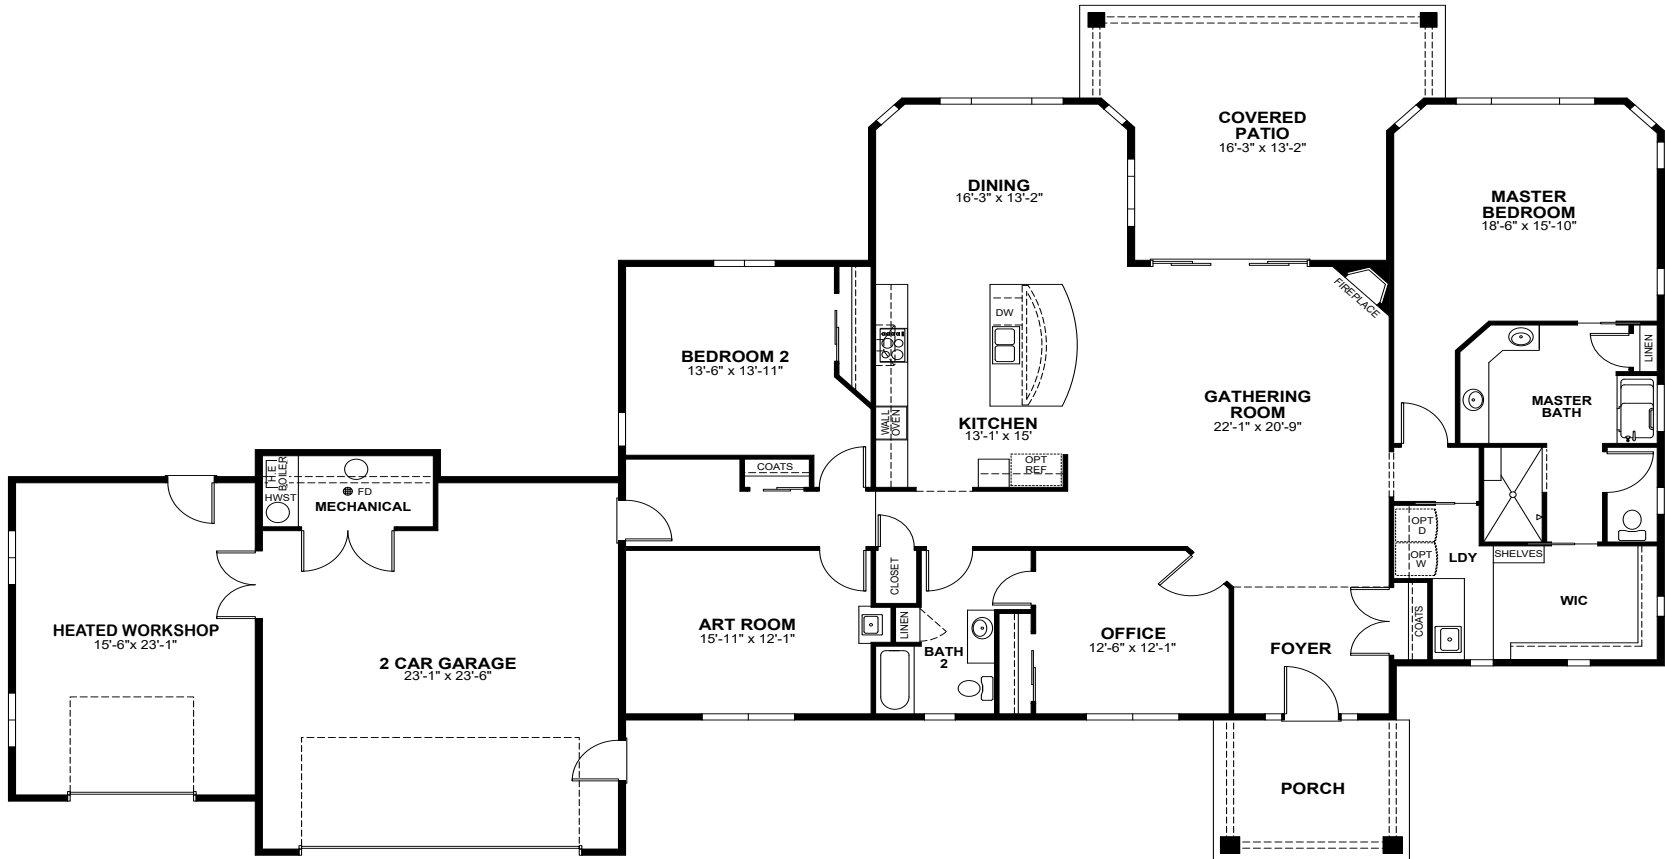 COVERED
PATIO
16'-3" x 13'-2"
DINING
16'-3" x 13'-2"
MASTER
BEDROOM
18'-6" x 15'-10"
FIREPLACE
DW
LINEN
BEDROOM 2
13'-6" x 13'-11"
GATHERING
ROOM
22'-1" x 20'-9"
MASTER
BATH
WALL
OVEN
KITCHEN
13'-1' x 15'
OPT
REF
COATS
H.E
BOILER
HWST
FD
MECHANICAL
OPT
D
OPT
W
LDY
SHELVES
WIC
CLOSET
HEATED WORKSHOP
15'-6"x 23'-1"
2 CAR GARAGE
23'-1" x 23'-6"
ART ROOM
15'-11" x 12'-1"
LINEN
BATH
2
OFFICE
12'-6" x 12'-1"
FOYER
COATS
PORCH